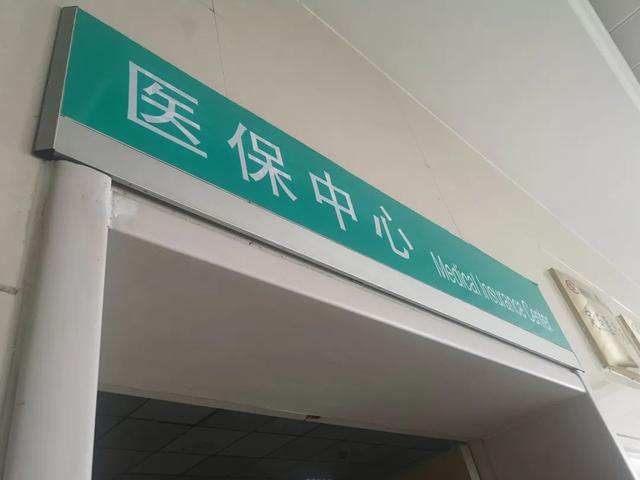 医保中心
Medical Insurance Center